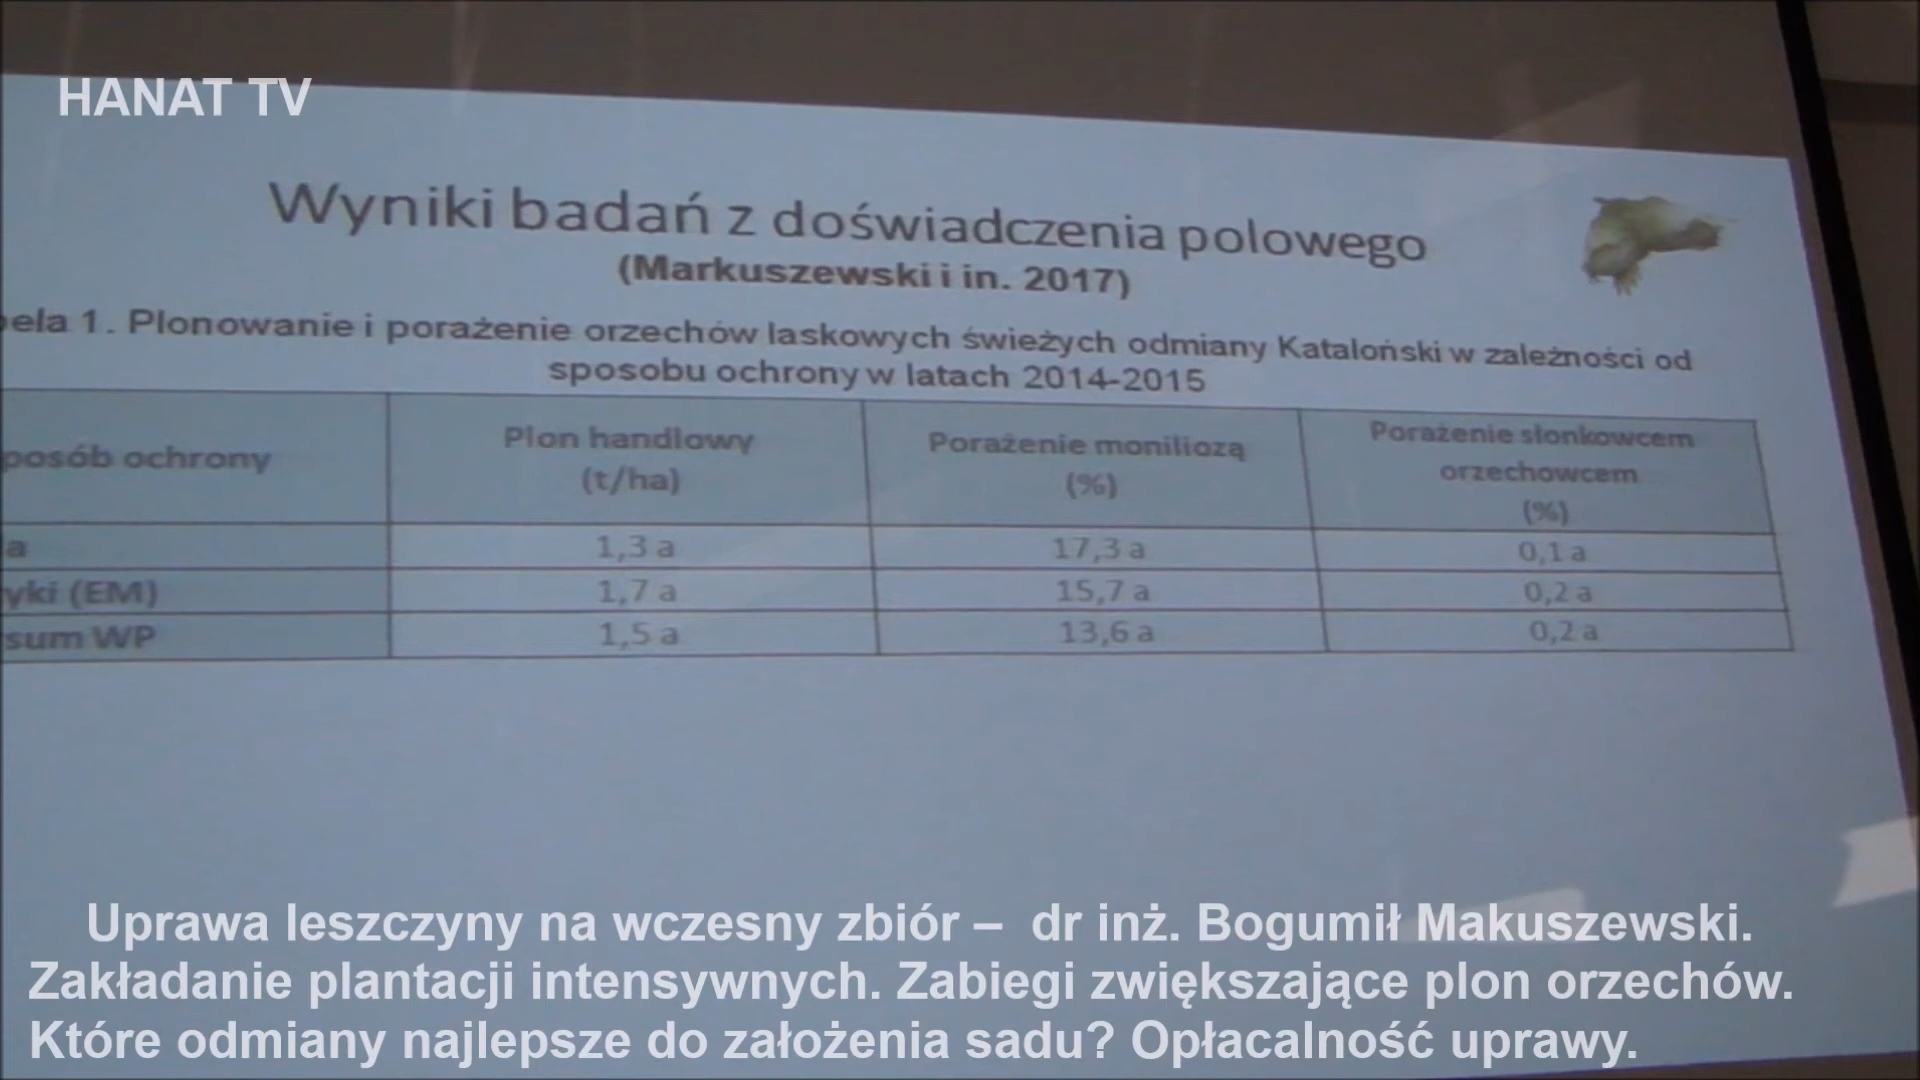 HANAT TV
Wyniki badań z doświadczenia polowego
(Markuszewski i in. 2017)
ela 1. Plonowanie i porażenie orzechów laskowych świeżych odmiany Kataloński w zależności od
sposobu ochrony w latach 2014-2015
posób ochrony Plon handlowy (t/ha) Porażenie moniliozą (%) Porażenie słonkowcem orzechowcem (%)
a 1,3 a 17,3 a 0,1 a
yki (EM) 1,7 a 15,7 a 0,2 a
sum WP 1,5 a 13,6 a 0,2 a
Uprawa leszczyny na wczesny zbiór – dr inż. Bogumił Makuszewski.
Zakładanie plantacji intensywnych. Zabiegi zwiększające plon orzechów.
Które odmiany najlepsze do założenia sadu? Opłacalność uprawy.